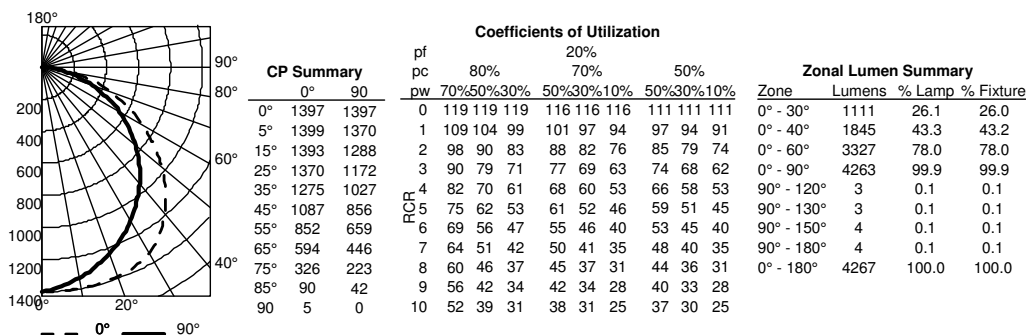 180°
90°
80°
60°
40°
20°
0°
200
400
600
800
1000
1200
1400
0° 90°
CP Summary
0° 90
0° 1397 1397
5° 1399 1370
15° 1393 1288
25° 1370 1172
35° 1275 1027
45° 1087 856
55° 852 659
65° 594 446
75° 326 223
85° 90 42
90 5 0
Coefficients of Utilization
pf 20%
pc 80% 70% 50%
pw 70%50%30% 50%30%10% 50%30%10%
RCR
0 119 119 119 116 116 116 111 111 111
1 109 104 99 101 97 94 97 94 91
2 98 90 83 88 82 76 85 79 74
3 90 79 71 77 69 63 74 68 62
4 82 70 61 68 60 53 66 58 53
5 75 62 53 61 52 46 59 51 45
6 69 56 47 55 46 40 53 45 40
7 64 51 42 50 41 35 48 40 35
8 60 46 37 45 37 31 44 36 31
9 56 42 34 42 34 28 40 33 28
10 52 39 31 38 31 25 37 30 25
Zonal Lumen Summary
Zone Lumens % Lamp % Fixture
0° - 30° 1111 26.1 26.0
0° - 40° 1845 43.3 43.2
0° - 60° 3327 78.0 78.0
0° - 90° 4263 99.9 99.9
90° - 120° 3 0.1 0.1
90° - 130° 3 0.1 0.1
90° - 150° 4 0.1 0.1
90° - 180° 4 0.1 0.1
0° - 180° 4267 100.0 100.0